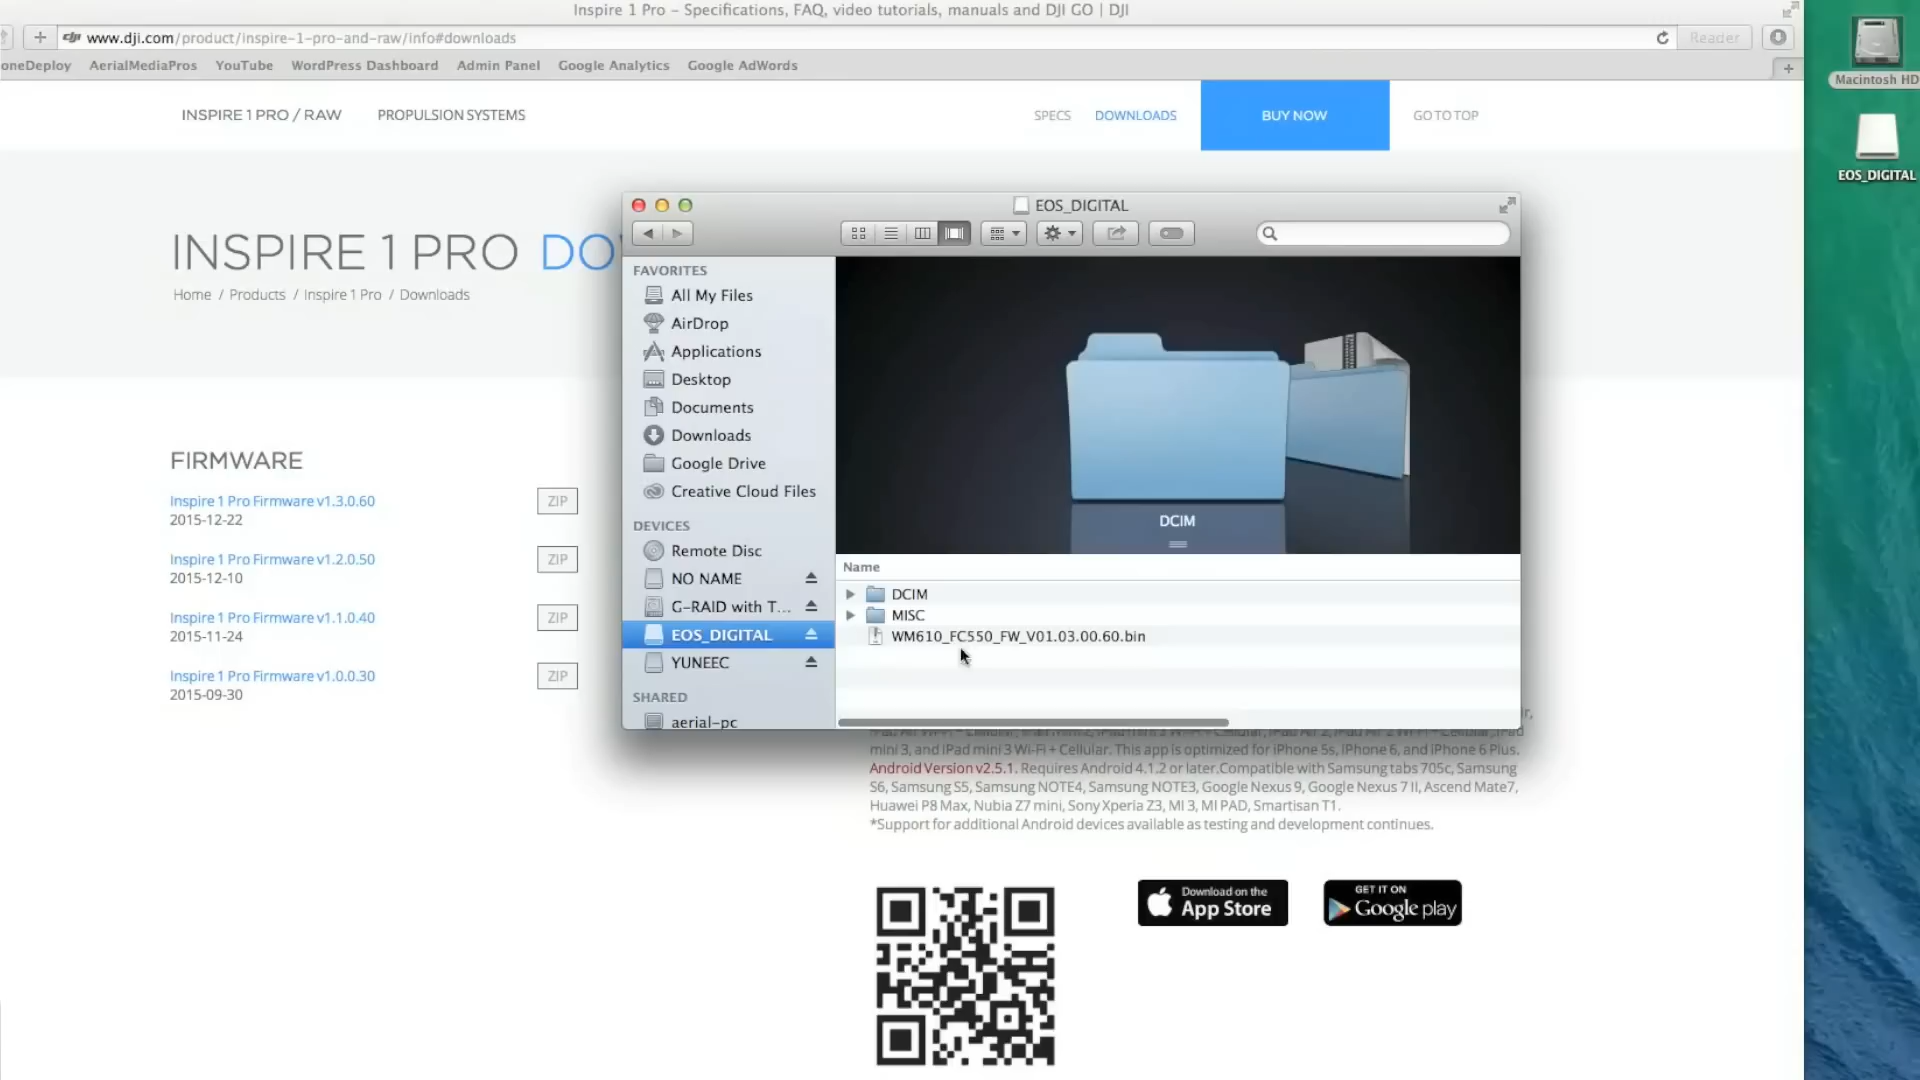 Inspire 1 Pro – Specifications, FAQ, video tutorials, manuals and DJI GO | DJI
www.dji.com/product/inspire-1-pro-and-raw/info#downloads
Reader
oneDeploy AerialMediaPros YouTube WordPress Dashboard Admin Panel Google Analytics Google AdWords
Macintosh HD
EOS_DIGITAL
INSPIRE 1 PRO / RAW PROPULSION SYSTEMS SPECS DOWNLOADS BUY NOW GO TO TOP
INSPIRE 1 PRO DO
Home / Products / Inspire 1 Pro / Downloads
FIRMWARE
Inspire 1 Pro Firmware v1.3.0.60 ZIP
2015-12-22
Inspire 1 Pro Firmware v1.2.0.50 ZIP
2015-12-10
Inspire 1 Pro Firmware v1.1.0.40 ZIP
2015-11-24
Inspire 1 Pro Firmware v1.0.0.30 ZIP
2015-09-30
EOS_DIGITAL
FAVORITES
All My Files
AirDrop
Applications
Desktop
Documents
Downloads
Google Drive
Creative Cloud Files
DEVICES
Remote Disc
NO NAME
G-RAID with T...
EOS_DIGITAL
YUNEEC
SHARED
aerial-pc
DCIM
Name
DCIM
MISC
WM610_FC550_FW_V01.03.00.60.bin
mini 3, and iPad mini 3 Wi-Fi + Cellular. This app is optimized for iPhone 5s, iPhone 6, and iPhone 6 Plus.
Android Version v2.5.1. Requires Android 4.1.2 or later.Compatible with Samsung tabs 705c, Samsung
S6, Samsung S5, Samsung NOTE4, Samsung NOTE3, Google Nexus 9, Google Nexus 7 II, Ascend Mate7,
Huawei P8 Max, Nubia Z7 mini, Sony Xperia Z3, MI 3, MI PAD, Smartisan T1.
*Support for additional Android devices available as testing and development continues.
Download on the
App Store
GET IT ON
Google play